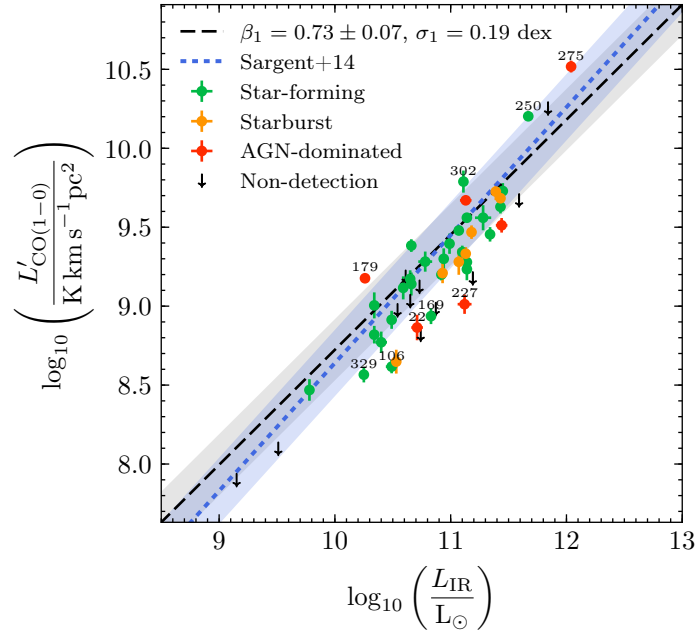 β₁ = 0.73 ± 0.07, σ₁ = 0.19 dex
Sargent+14
Star-forming
Starburst
AGN-dominated
Non-detection
275
250
302
179
169
22
227
106
329
10.5
10.0
9.5
9.0
8.5
8.0
9
10
11
12
13
log₁₀ (L′CO(1−0) / K km s⁻¹ pc²)
log₁₀ (L_IR / L⊙)